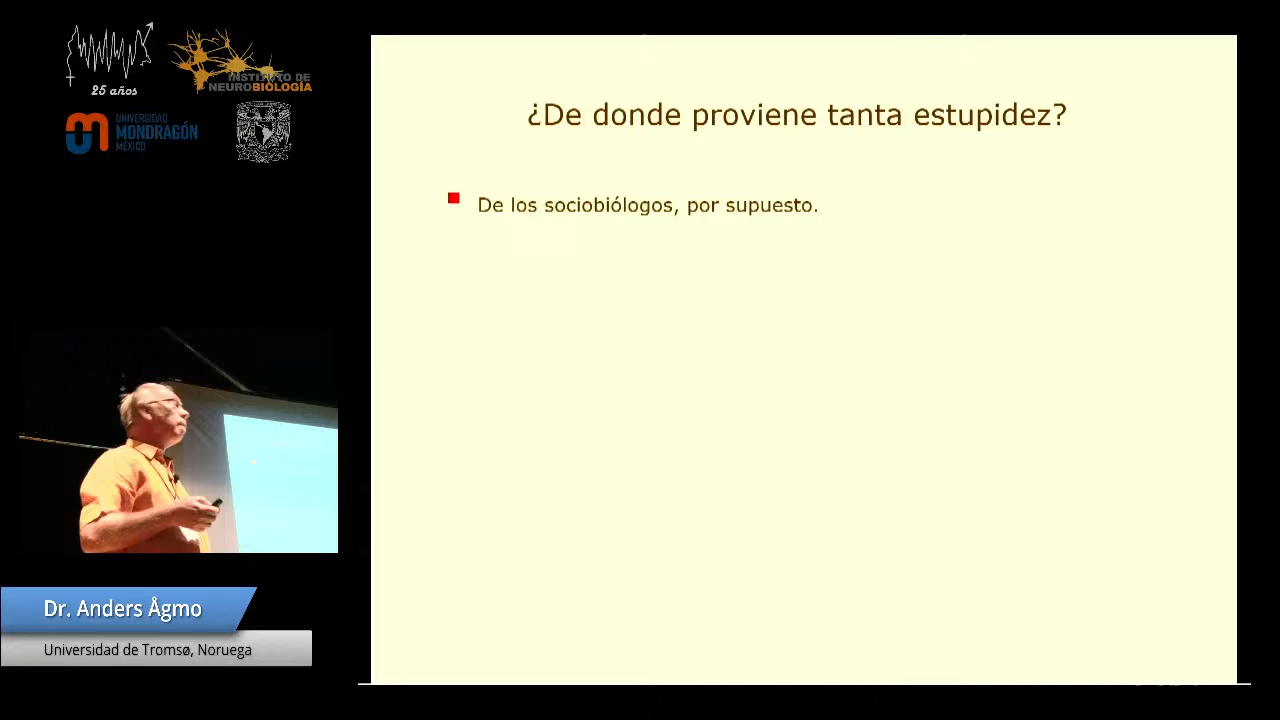 25 años
INSTITUTO DE
NEUROBIOLOGÍA
UNIVERSIDAD
MONDRAGÓN
MÉXICO
¿De donde proviene tanta estupidez?
De los sociobiólogos, por supuesto.
Dr. Anders Ågmo
Universidad de Tromsø, Noruega